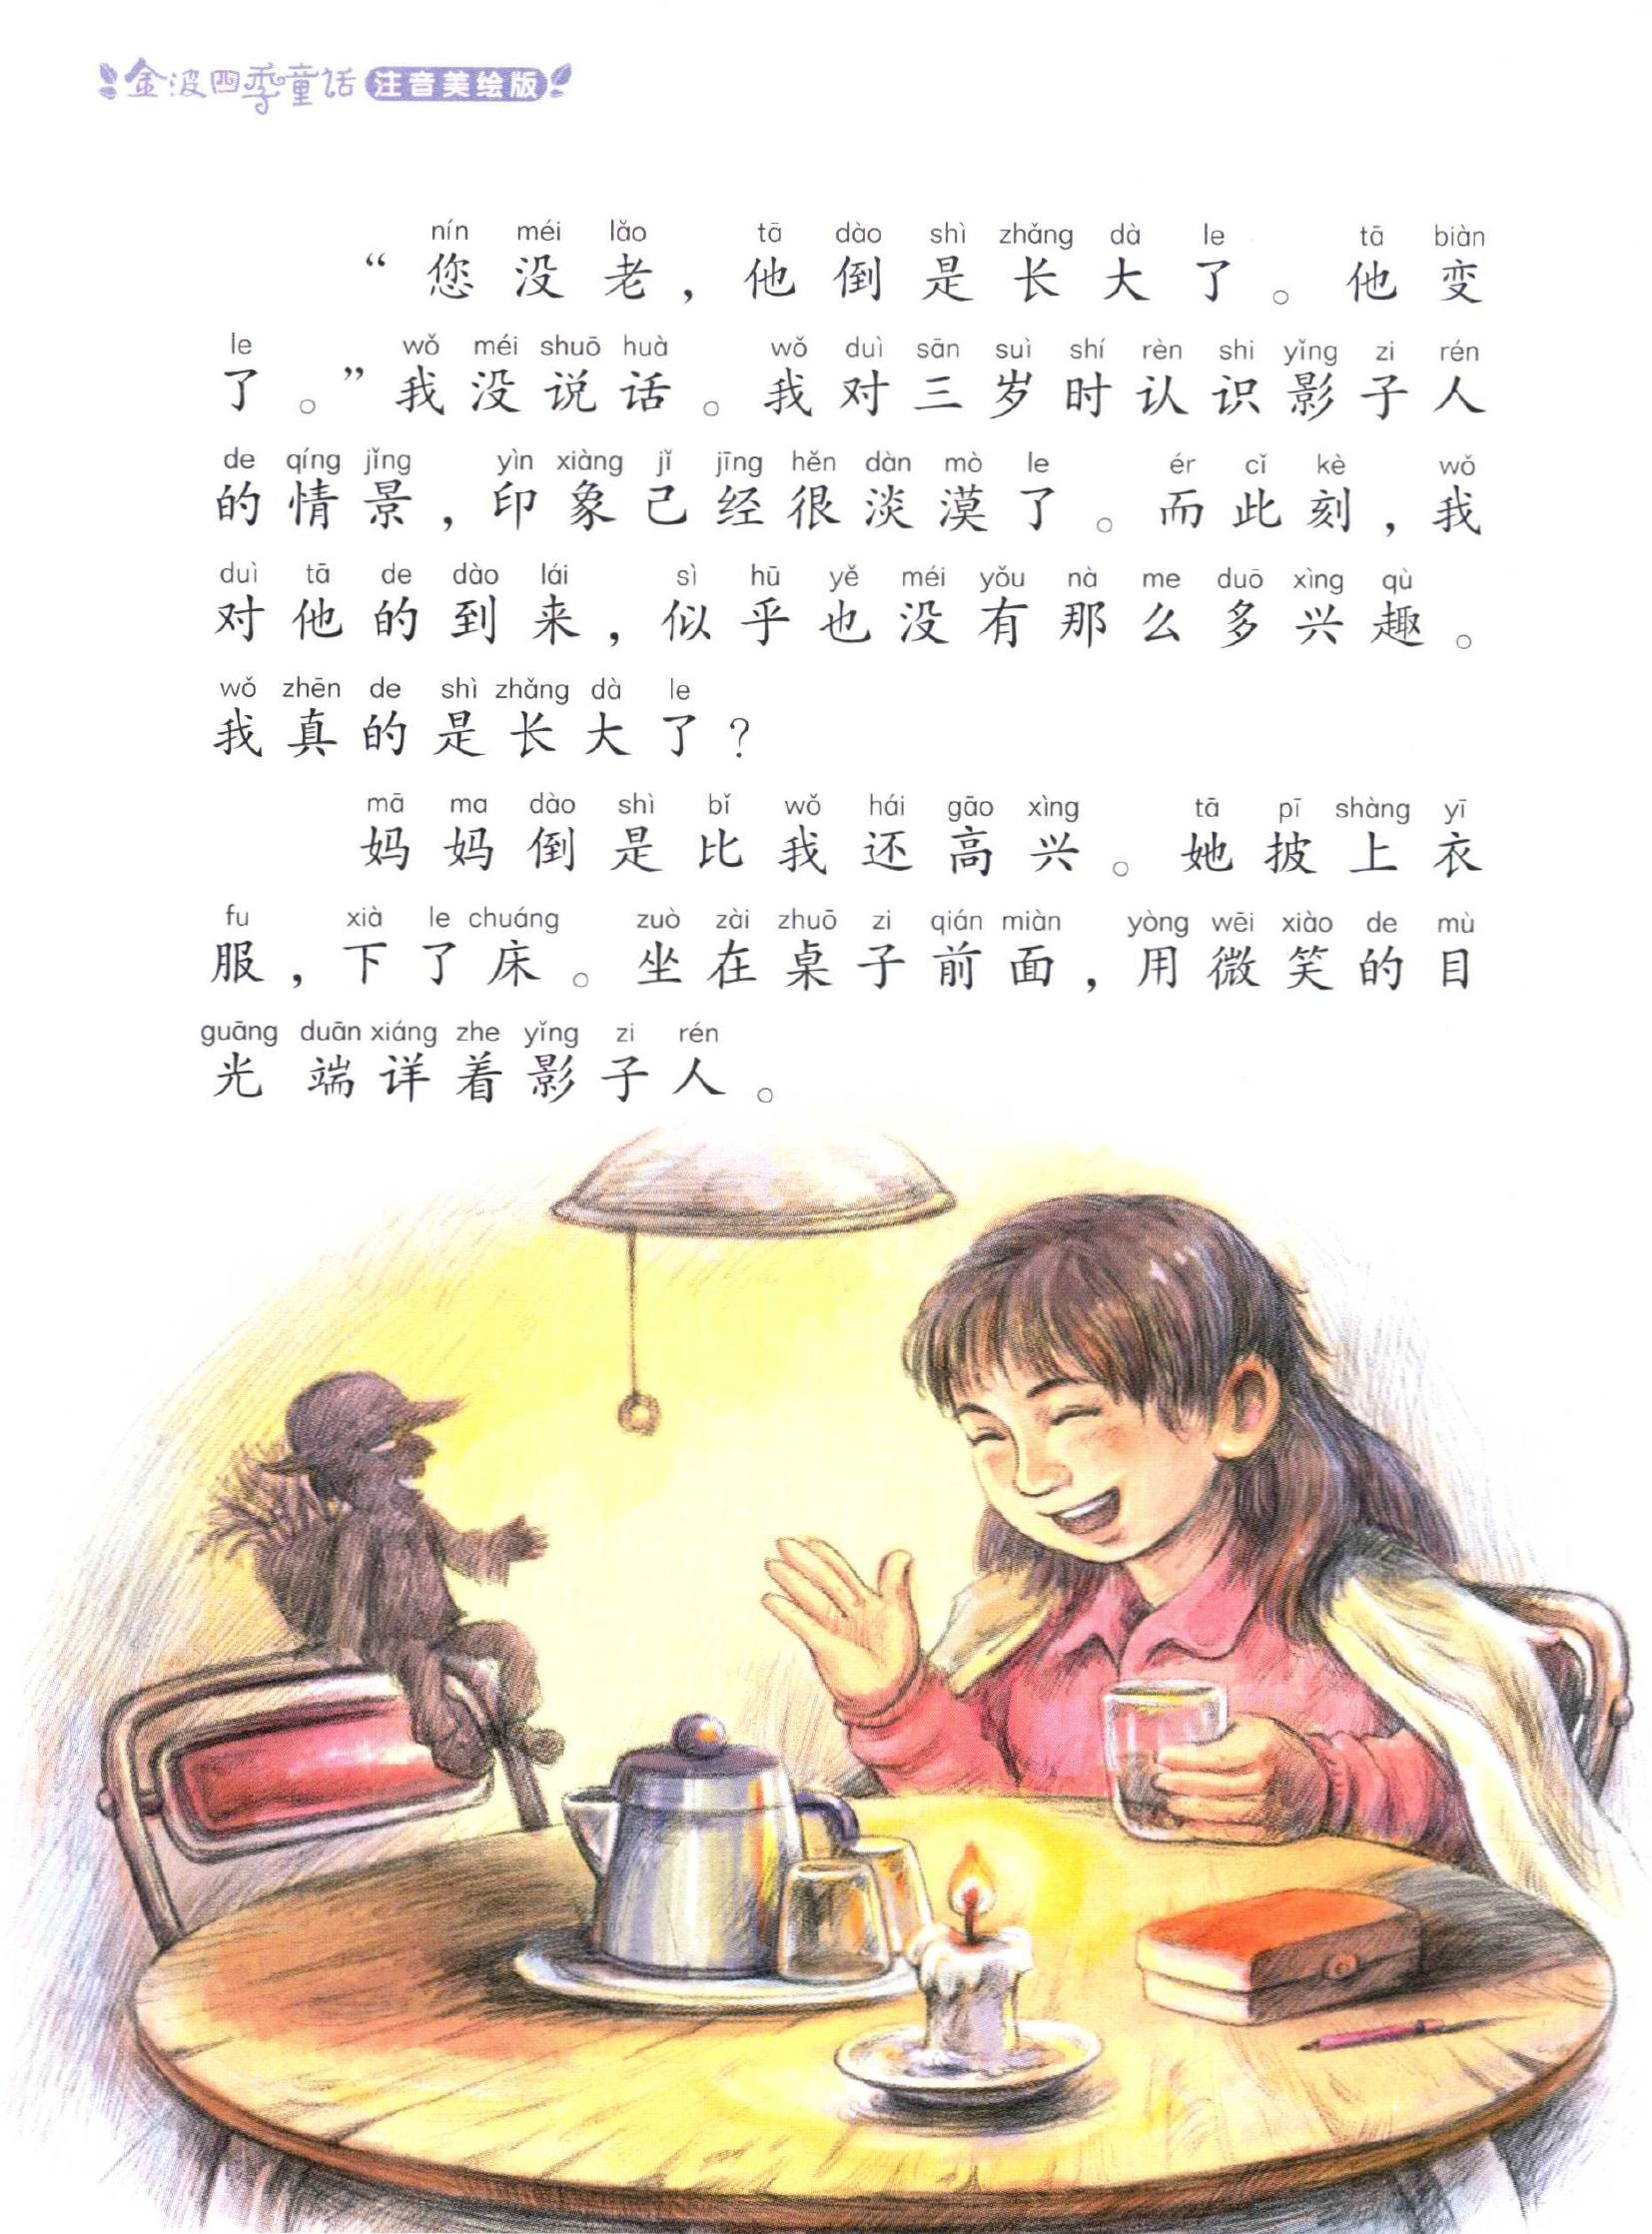 金波四季童话 注音美绘版
nín méi lǎo tā dào shì zhǎng dà le tā biàn
“您没老，他倒是长大了。他变
le wǒ méi shuō huà wǒ duì sān suì shí rèn shi yǐng zi rén
了。”我没说话。我对三岁时认识影子人
de qíng jǐng yìn xiàng jǐ jīng hěn dàn mò le ér cǐ kè wǒ
的情景，印象己经很淡漠了。而此刻，我
duì tā de dào lái sì hū yě méi yǒu nà me duō xìng qù
对他的到来，似乎也没有那么多兴趣。
wǒ zhēn de shì zhǎng dà le
我真的是长大了？
mā ma dào shì bǐ wǒ hái gāo xìng tā pī shàng yī
妈妈倒是比我还高兴。她披上衣
fu xià le chuáng zuò zài zhuō zi qián miàn yòng wēi xiào de mù
服，下了床。坐在桌子前面，用微笑的目
guāng duān xiáng zhe yǐng zi rén
光端详着影子人。